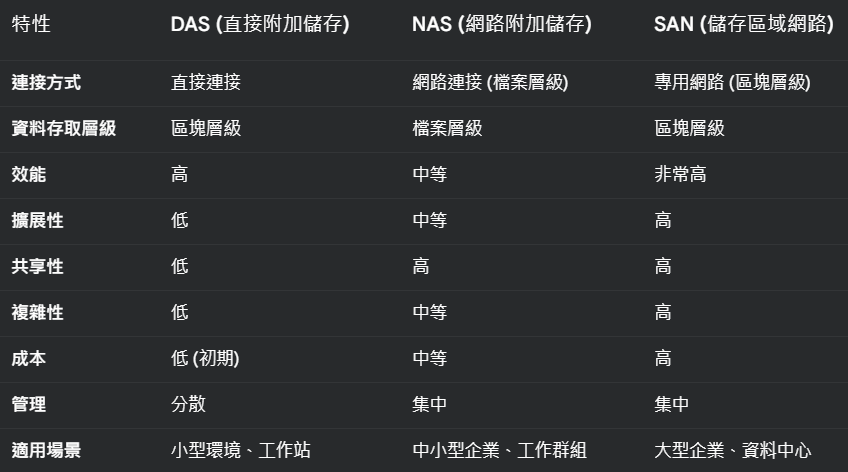 特性 DAS (直接附加儲存) NAS (網路附加儲存) SAN (儲存區域網路)
連接方式 直接連接 網路連接 (檔案層級) 專用網路 (區塊層級)
資料存取層級 區塊層級 檔案層級 區塊層級
效能 高 中等 非常高
擴展性 低 中等 高
共享性 低 高 高
複雜性 低 中等 高
成本 低 (初期) 中等 高
管理 分散 集中 集中
適用場景 小型環境、工作站 中小型企業、工作群組 大型企業、資料中心